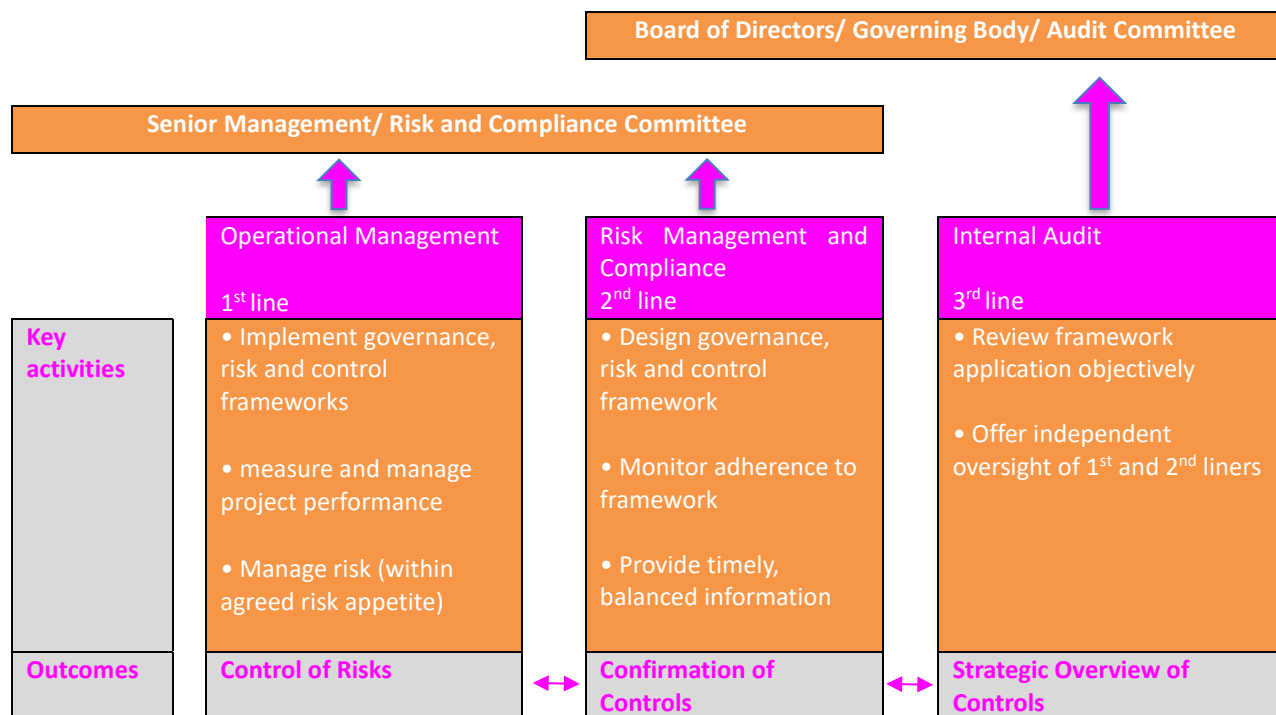 Board of Directors/ Governing Body/ Audit Committee
Senior Management/ Risk and Compliance Committee
Operational Management
1st line
Risk Management and
Compliance
2nd line
Internal Audit
3rd line
Key
activities
• Implement governance,
risk and control
frameworks
• measure and manage
project performance
• Manage risk (within
agreed risk appetite)
• Design governance,
risk and control
framework
• Monitor adherence to
framework
• Provide timely,
balanced information
• Review framework
application objectively
• Offer independent
oversight of 1st and 2nd liners
Outcomes
Control of Risks
Confirmation of
Controls
Strategic Overview of
Controls